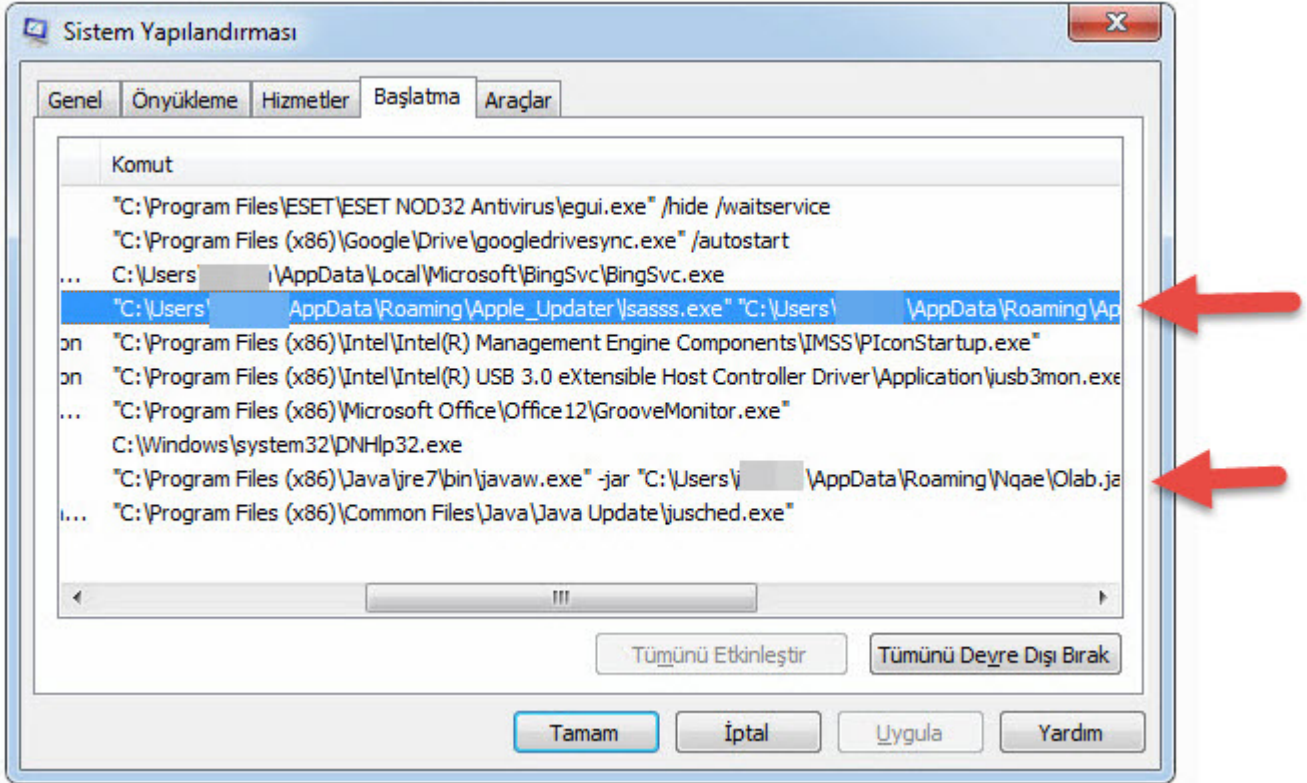 Sistem Yapılandırması
Genel Önyükleme Hizmetler Başlatma Araçlar
Komut
"C:\Program Files\ESET\ESET NOD32 Antivirus\egui.exe" /hide /waitservice
"C:\Program Files (x86)\Google\Drive\googledrivesync.exe" /autostart
... C:\Users \AppData\Local\Microsoft\BingSvc\BingSvc.exe
"C:\Users\ AppData\Roaming\Apple_Updater\lsasss.exe" "C:\Users\ \AppData\Roaming\Ap
on "C:\Program Files (x86)\Intel\Intel(R) Management Engine Components\IMSS\PIconStartup.exe"
on "C:\Program Files (x86)\Intel\Intel(R) USB 3.0 eXtensible Host Controller Driver\Application\iusb3mon.exe
... "C:\Program Files (x86)\Microsoft Office\Office12\GrooveMonitor.exe"
C:\Windows\system32\DNHlp32.exe
"C:\Program Files (x86)\Java\jre7\bin\javaw.exe" -jar "C:\Users\i \AppData\Roaming\Nqae\Olab.ja
... "C:\Program Files (x86)\Common Files\Java\Java Update\jusched.exe"
Tümünü Etkinleştir Tümünü Devre Dışı Bırak
Tamam İptal Uygula Yardım